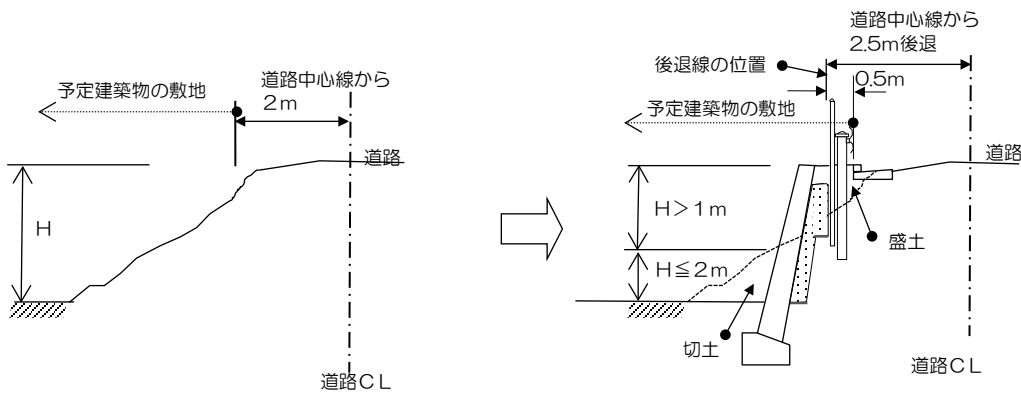 道路中心線から
2m
予定建築物の敷地
道路
H
道路CL
道路中心線から
2.5m後退
後退線の位置
0.5m
予定建築物の敷地
道路
H>1m
盛土
H≦2m
切土
道路CL